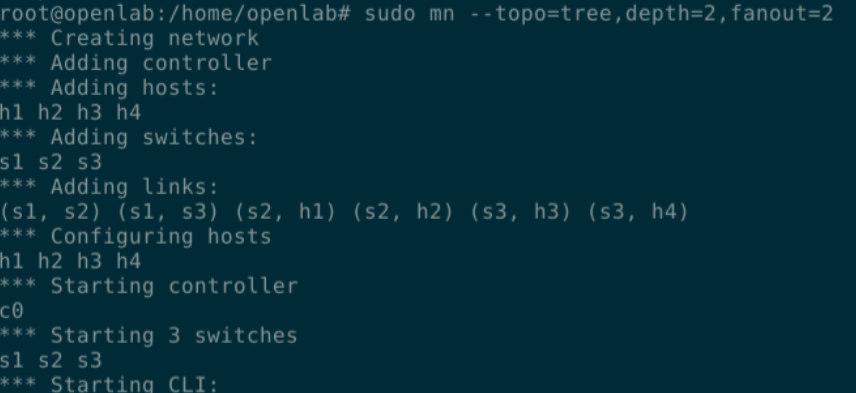 root@openlab:/home/openlab# sudo mn --topo=tree,depth=2,fanout=2
*** Creating network
*** Adding controller
*** Adding hosts:
h1 h2 h3 h4
*** Adding switches:
s1 s2 s3
*** Adding links:
(s1, s2) (s1, s3) (s2, h1) (s2, h2) (s3, h3) (s3, h4)
*** Configuring hosts
h1 h2 h3 h4
*** Starting controller
c0
*** Starting 3 switches
s1 s2 s3
*** Starting CLI: